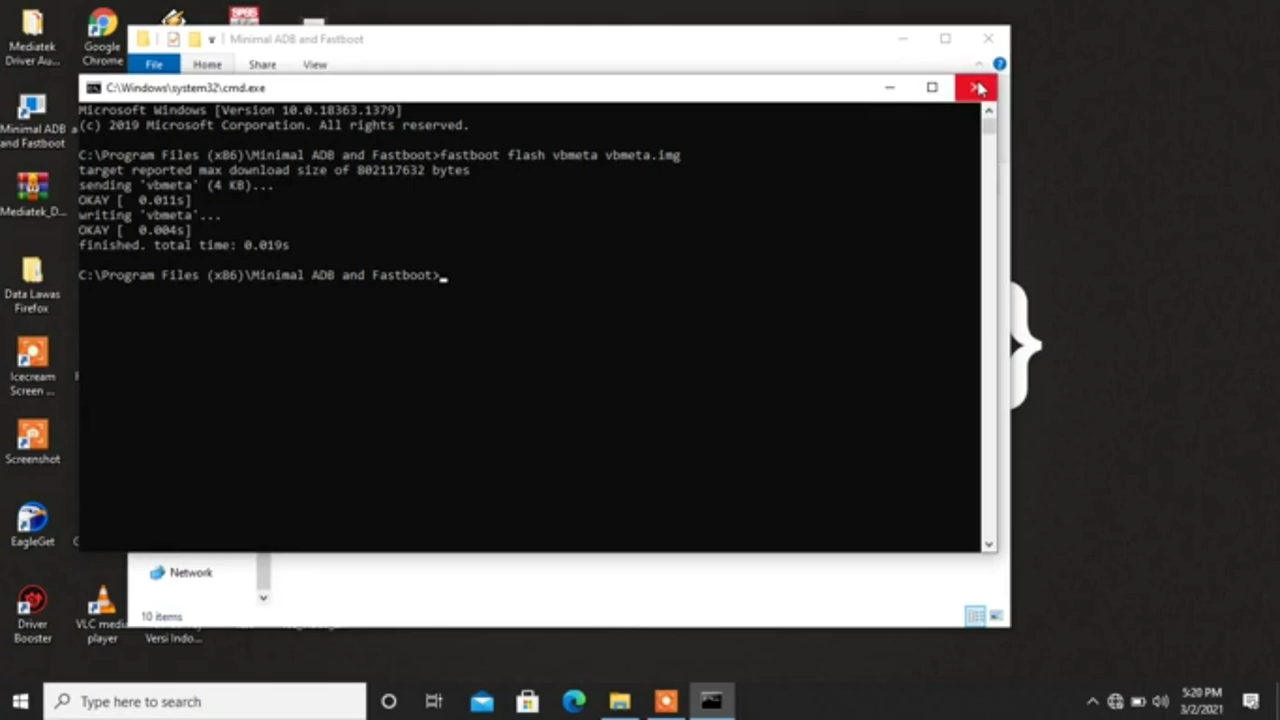 Mediatek
Driver Au...
Google
Chrome
Minimal ADB
and Fastboot
Mediatek_D...
Data Lawas
Firefox
Icecream
Screen ...
Screenshot
EagleGet
Driver
Booster
VLC media
player
Versi Indo...
Minimal ADB and Fastboot
File
Home
Share
View
C:\Windows\system32\cmd.exe
Microsoft Windows [Version 10.0.18363.1379]
(c) 2019 Microsoft Corporation. All rights reserved.
C:\Program Files (x86)\Minimal ADB and Fastboot>fastboot flash vbmeta vbmeta.img
target reported max download size of 802117632 bytes
sending 'vbmeta' (4 KB)...
OKAY [  0.011s]
writing 'vbmeta'...
OKAY [  0.004s]
finished. total time: 0.019s
C:\Program Files (x86)\Minimal ADB and Fastboot>
Network
10 items
Type here to search
5:20 PM
3/2/2021